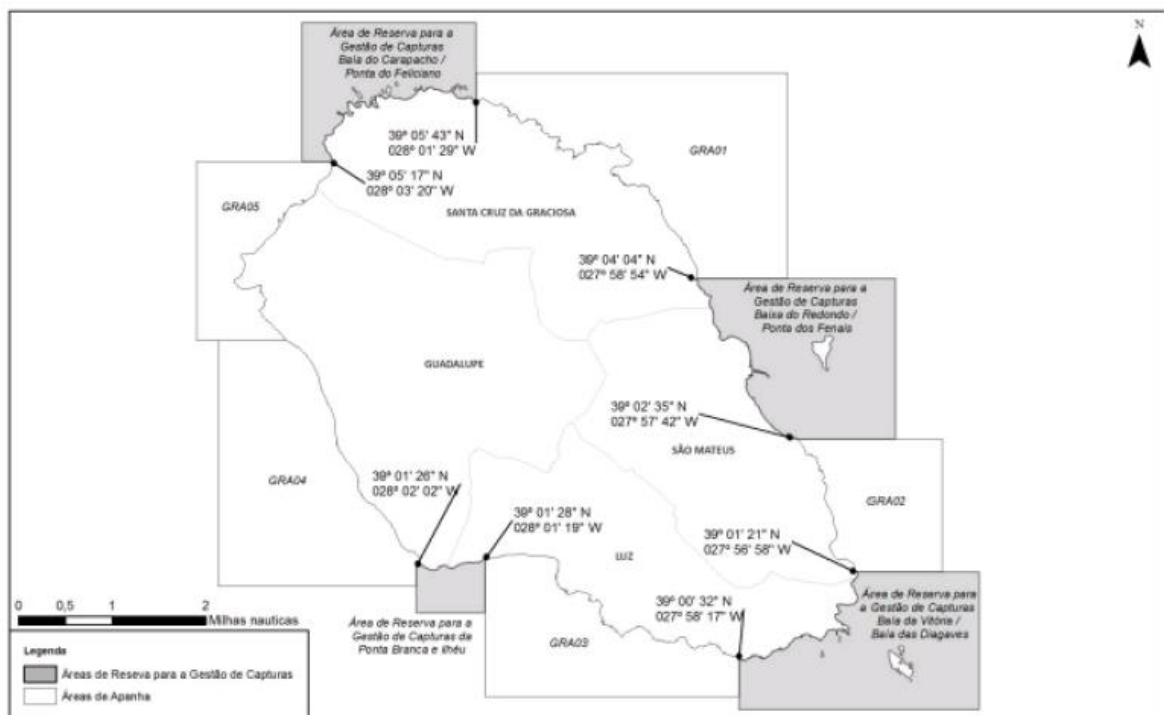 N
Área de Reserva para a
Gestão de Capturas
Baía do Carapacho /
Ponta do Feliciano
39º 05' 43" N
028º 01' 29" W
GRA01
39º 05' 17" N
028º 03' 20" W
GRA05
SANTA CRUZ DA GRACIOSA
39º 04' 04" N
027º 58' 54" W
Área de Reserva para a
Gestão de Capturas
Baixa do Redondo /
Ponta dos Fenais
GUADALUPE
39º 02' 35" N
027º 57' 42" W
SÃO MATEUS
GRA04
39º 01' 26" N
028º 02' 02" W
GRA02
39º 01' 28" N
028º 01' 19" W
39º 01' 21" N
027º 56' 58" W
LUZ
39º 00' 32" N
027º 58' 17" W
Área de Reserva para
a Gestão de Capturas
Baía da Vitória /
Baía das Diagaves
Área de Reserva para a
Gestão de Capturas da
Ponta Branca e Ilhéu
GRA03
0 0,5 1 2
Milhas nauticas
Legenda
Áreas de Reseva para a Gestão de Capturas
Áreas de Apanha